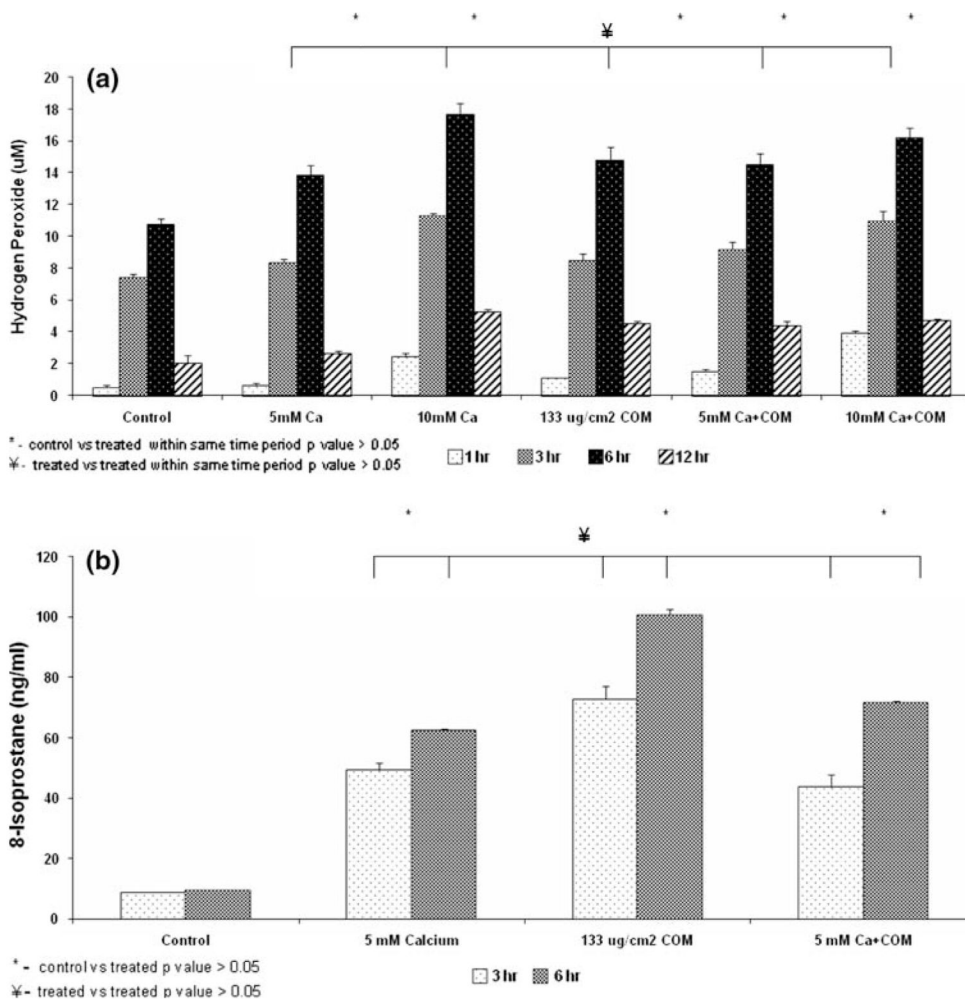 * * * * *
¥
(a)
20
18
16
14
12
10
8
6
4
2
0
Hydrogen Peroxide (uM)
Control 5mM Ca 10mM Ca 133 ug/cm2 COM 5mM Ca+COM 10mM Ca+COM
* - control vs treated within same time period p value > 0.05
¥ - treated vs treated within same time period p value > 0.05
1 hr 3 hr 6 hr 12 hr
* * *
¥
(b)
120
100
80
60
40
20
0
8-Isoprostane (ng/ml)
Control 5 mM Calcium 133 ug/cm2 COM 5 mM Ca+COM
* - control vs treated p value > 0.05
¥ - treated vs treated p value > 0.05
3 hr 6 hr